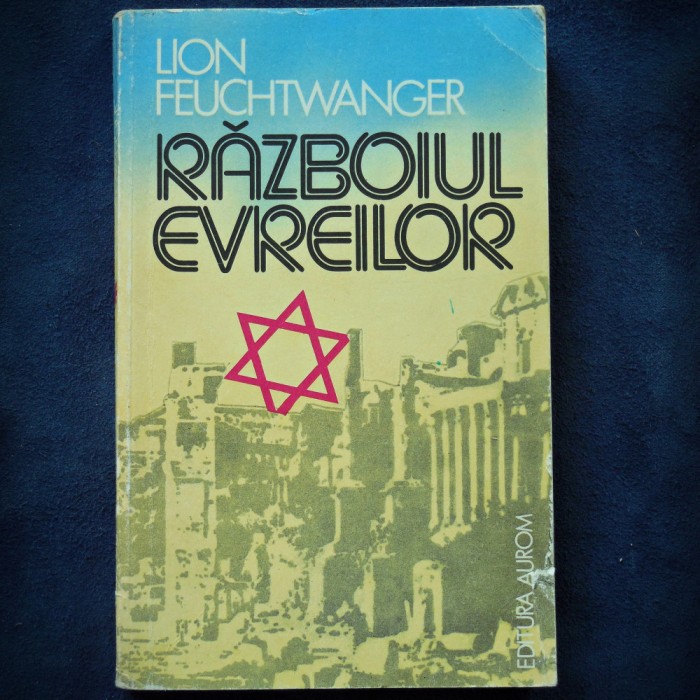 LION
FEUCHTWANGER
RĂZBOIUL
EVREILOR
EDITURA AUROM